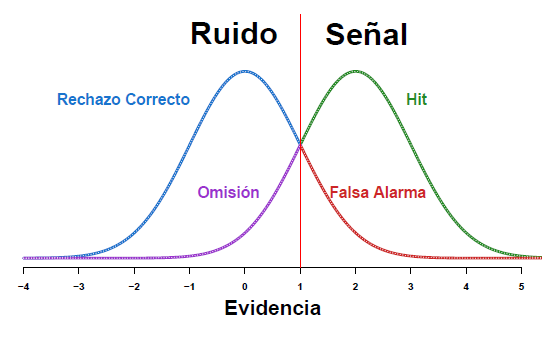 Ruido
Señal
Rechazo Correcto
Hit
Omisión
Falsa Alarma
−4 −3 −2 −1 0 1 2 3 4 5
Evidencia